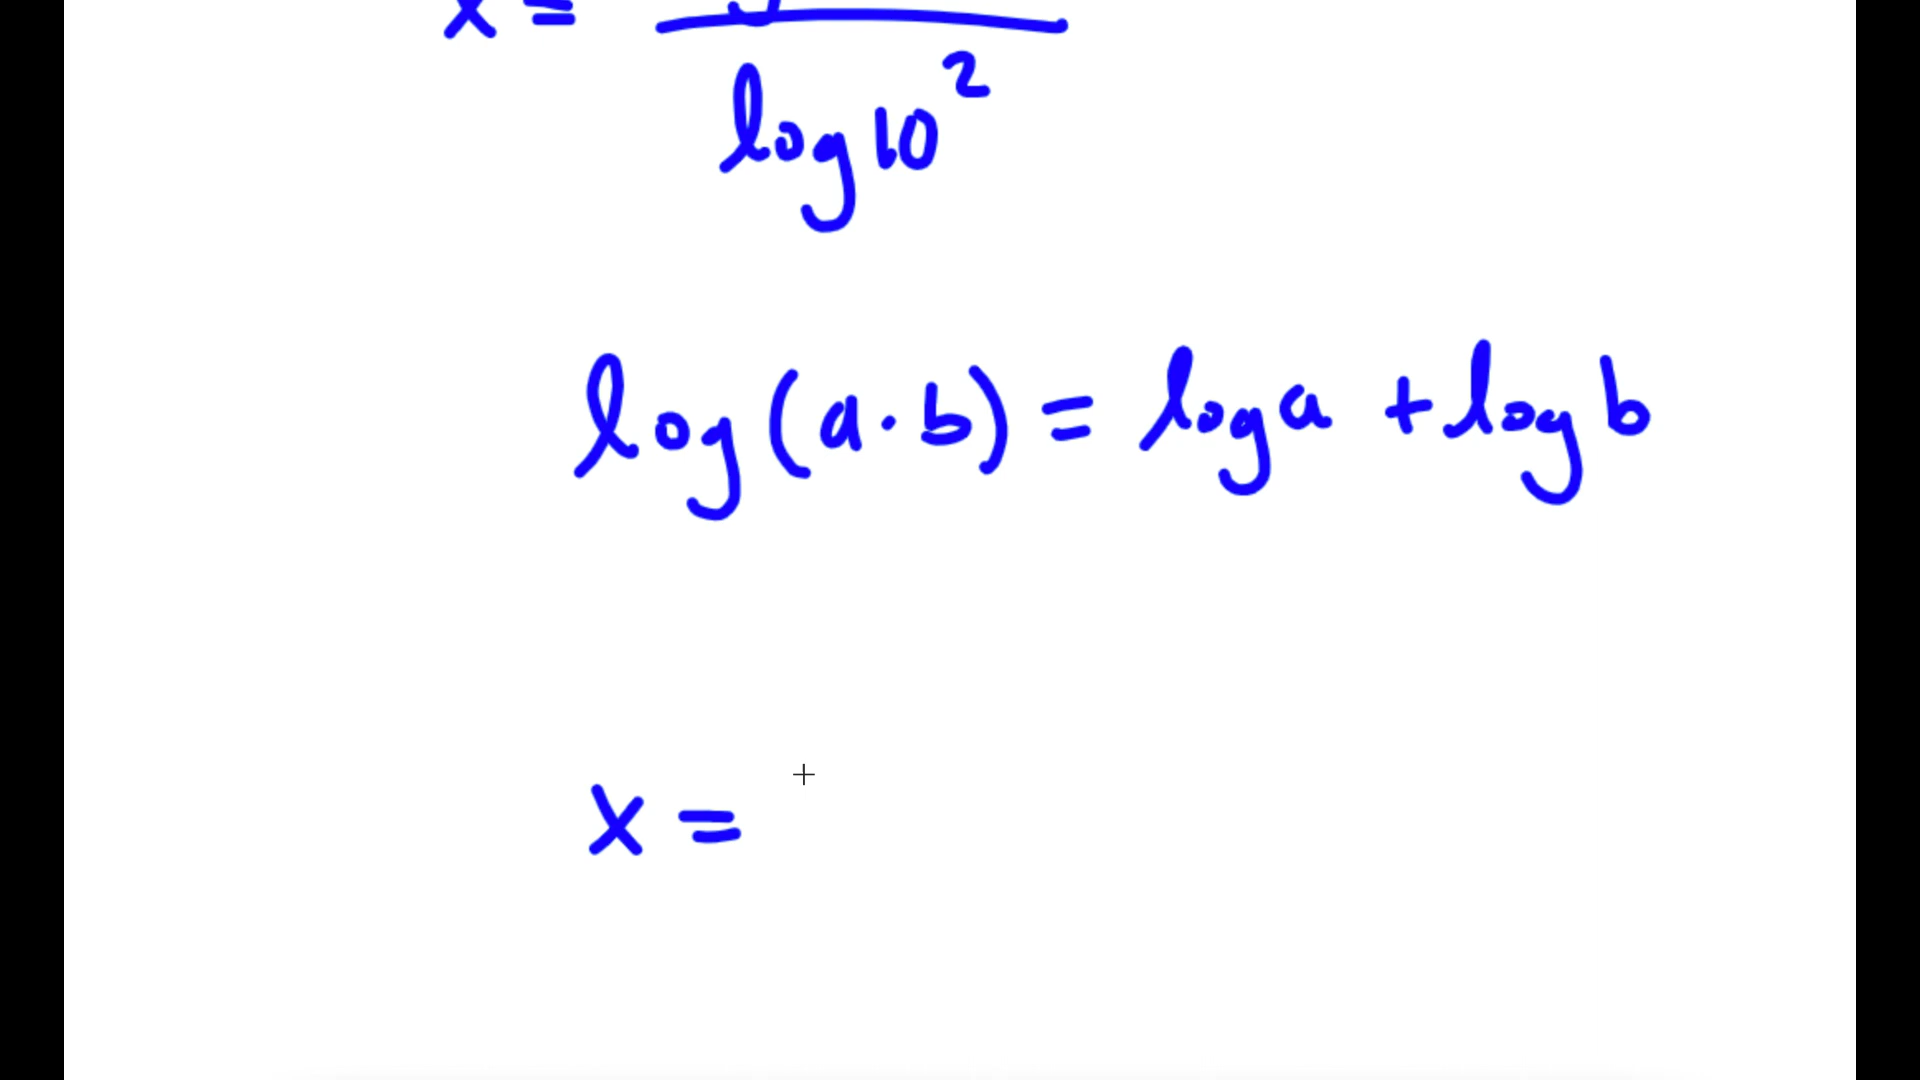 x =
log 10²
log(a·b) = log a + log b
x =